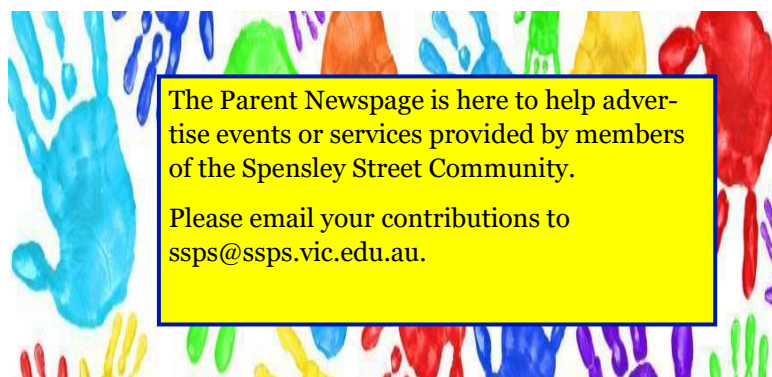 The Parent Newspage is here to help adver-
tise events or services provided by members
of the Spensley Street Community.
Please email your contributions to
ssps@ssps.vic.edu.au.